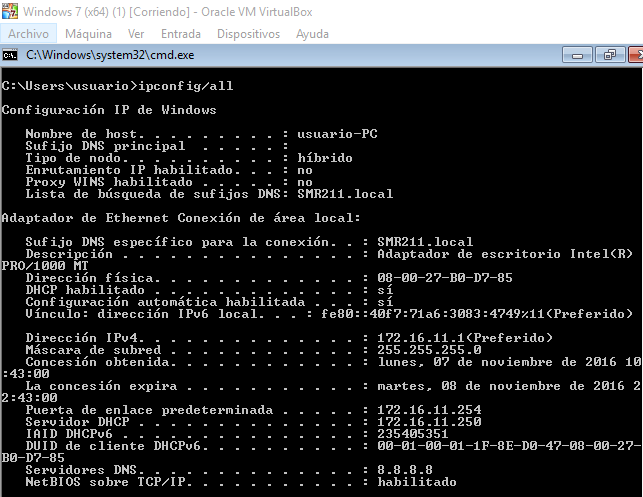 Windows 7 (x64) (1) [Corriendo] - Oracle VM VirtualBox
Archivo Máquina Ver Entrada Dispositivos Ayuda
C:\Windows\system32\cmd.exe
C:\Users\usuario>ipconfig/all
Configuración IP de Windows
Nombre de host. . . . . . . . . : usuario-PC
Sufijo DNS principal  . . . . . :
Tipo de nodo. . . . . . . . . . : híbrido
Enrutamiento IP habilitado. . . : no
Proxy WINS habilitado . . . . . : no
Lista de búsqueda de sufijos DNS: SMR211.local
Adaptador de Ethernet Conexión de área local:
Sufijo DNS específico para la conexión. . : SMR211.local
Descripción . . . . . . . . . . . . . . . : Adaptador de escritorio Intel(R)
PRO/1000 MT
Dirección física. . . . . . . . . . . . . : 08-00-27-B0-D7-85
DHCP habilitado . . . . . . . . . . . . . : sí
Configuración automática habilitada . . . : sí
Vínculo: dirección IPv6 local. . . : fe80::40f7:71a6:3083:4749%11(Preferido)
Dirección IPv4. . . . . . . . . . . . . . : 172.16.11.1(Preferido)
Máscara de subred . . . . . . . . . . . . : 255.255.255.0
Concesión obtenida. . . . . . . . . . . . : lunes, 07 de noviembre de 2016 10
:43:00
La concesión expira . . . . . . . . . . . : martes, 08 de noviembre de 2016 2
2:43:00
Puerta de enlace predeterminada . . . . . : 172.16.11.254
Servidor DHCP . . . . . . . . . . . . . . : 172.16.11.250
IAID DHCPv6 . . . . . . . . . . . . . . . : 235405351
DUID de cliente DHCPv6. . . . . . . . . . : 00-01-00-01-1F-8E-D0-47-08-00-27-
B0-D7-85
Servidores DNS. . . . . . . . . . . . . . : 8.8.8.8
NetBIOS sobre TCP/IP. . . . . . . . . . . : habilitado